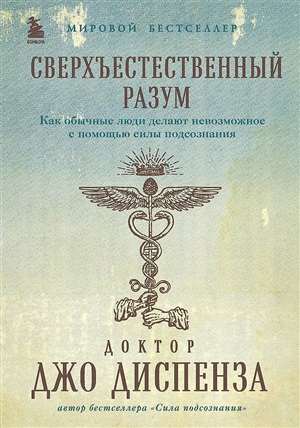 МИРОВОЙ БЕСТСЕЛЛЕР
БОМБОРА
СВЕРХЪЕСТЕСТВЕННЫЙ
РАЗУМ
Как обычные люди делают невозможное
с помощью силы подсознания
ДОКТОР
ДЖО ДИСПЕНЗА
автор бестселлера «Сила подсознания»